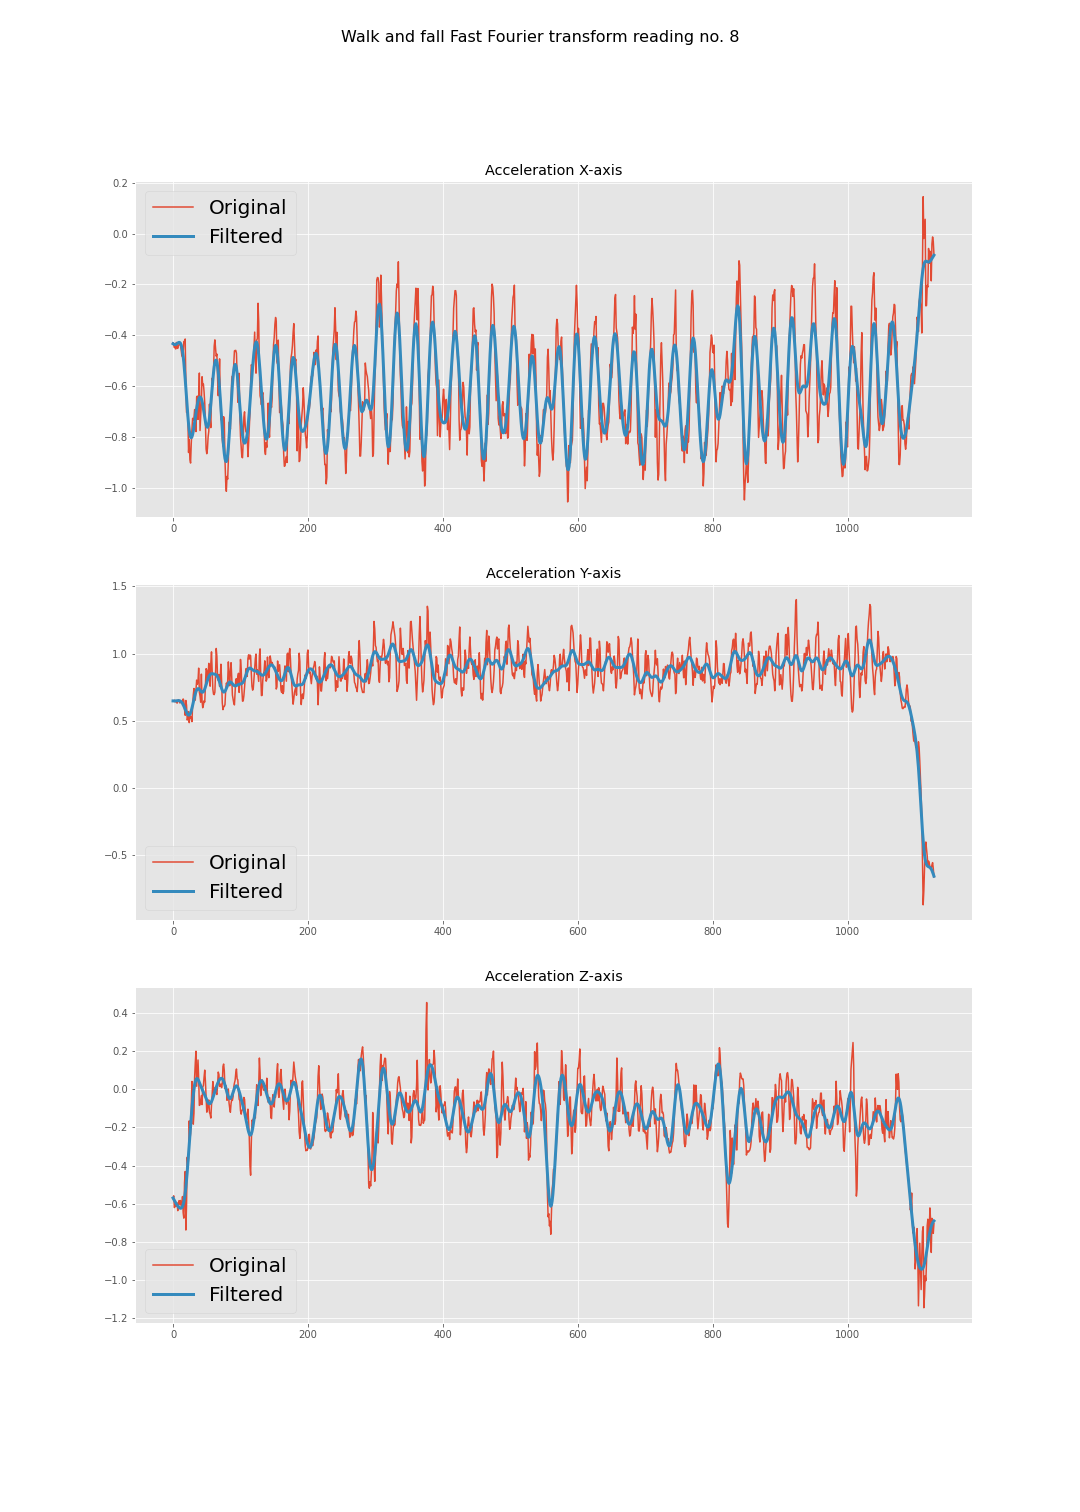 Walk and fall Fast Fourier transform reading no. 8
Acceleration X-axis
Original
Filtered
0.2
0.0
−0.2
−0.4
−0.6
−0.8
−1.0
0 200 400 600 800 1000
Acceleration Y-axis
1.5
1.0
0.5
0.0
−0.5
Original
Filtered
0 200 400 600 800 1000
Acceleration Z-axis
0.4
0.2
0.0
−0.2
−0.4
−0.6
−0.8
−1.0
−1.2
Original
Filtered
0 200 400 600 800 1000